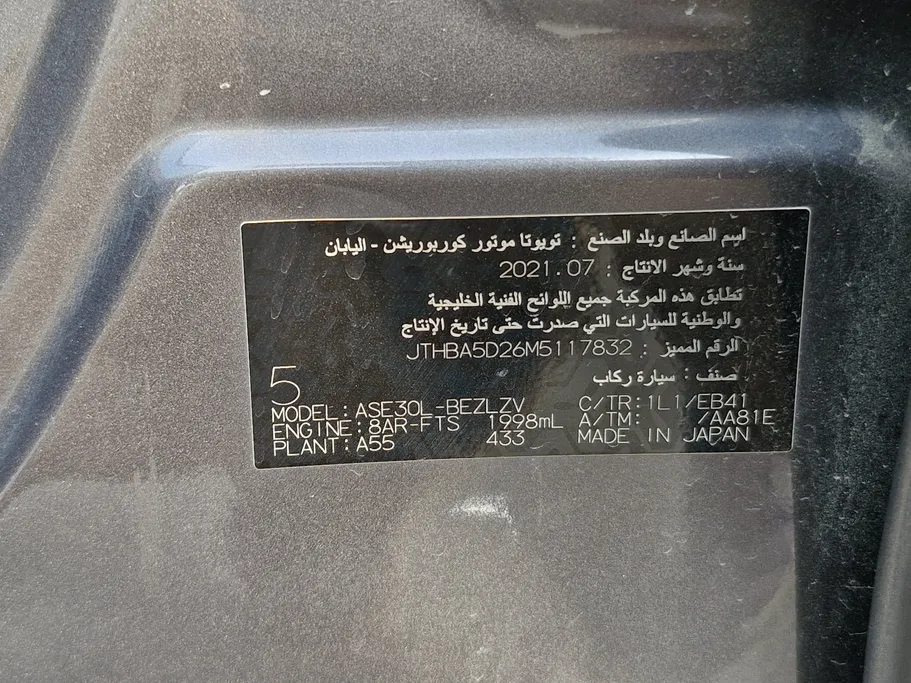 اسم الصانع وبلد الصنع : تويوتا موتور كوربوريشن - اليابان
سنة وشهر الانتاج : 2021.07
تطابق هذه المركبة جميع اللوائح الفنية الخليجية
والوطنية للسيارات التي صدرت حتى تاريخ الإنتاج
الرقم المميز : JTHBA5D26M5117832
صنف : سيارة ركاب
5
MODEL:ASE30L-BEZLZV C/TR:1L1/EB41
ENGINE:8AR-FTS 1998mL A/TM: /AA81E
PLANT:A55 433 MADE IN JAPAN